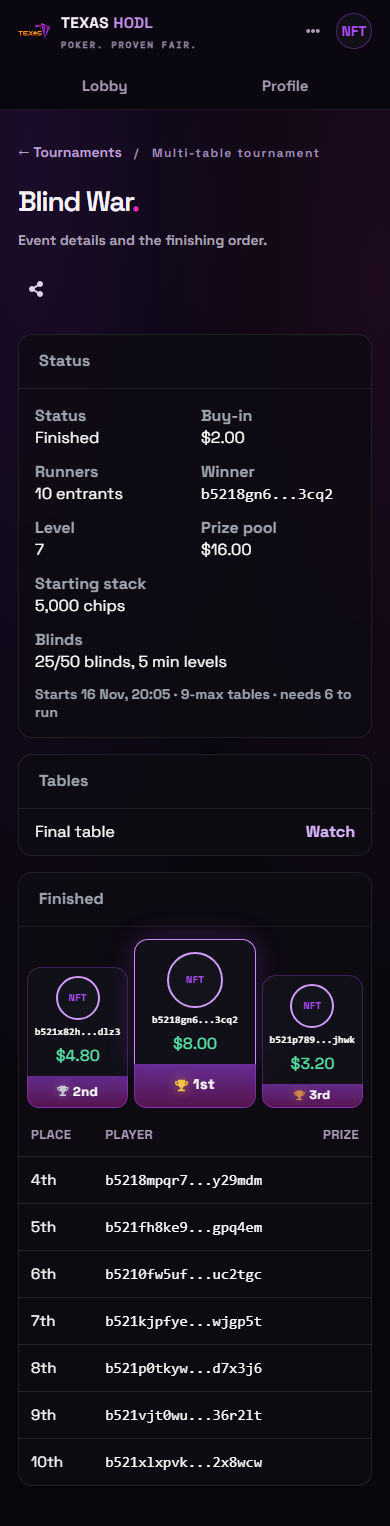 TEXAS
TEXAS HODL
POKER. PROVEN FAIR.
NFT
Lobby
Profile
← Tournaments / Multi-table tournament
Blind War.
Event details and the finishing order.
Status
Status
Buy-in
Finished
$2.00
Runners
Winner
10 entrants
b5218gn6...3cq2
Level
Prize pool
7
$16.00
Starting stack
5,000 chips
Blinds
25/50 blinds, 5 min levels
Starts 16 Nov, 20:05 · 9-max tables · needs 6 to
run
Tables
Final table
Watch
Finished
NFT
b521x82h...dlz3
$4.80
2nd
NFT
b5218gn6...3cq2
$8.00
1st
NFT
b521p789...jhwk
$3.20
3rd
PLACE PLAYER PRIZE
4th b5218mpqr7...y29mdm
5th b521fh8ke9...gpq4em
6th b5210fw5uf...uc2tgc
7th b521kjpfye...wjgp5t
8th b521p0tkyw...d7x3j6
9th b521vjt0wu...36r2lt
10th b521xlxpvk...2x8wcw